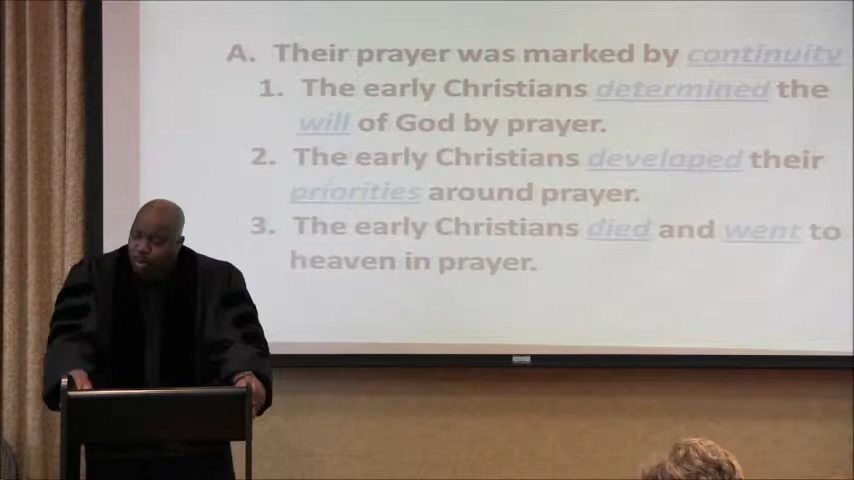 A. Their prayer was marked by continuity
1. The early Christians determined the
will of God by prayer.
2. The early Christians developed their
priorities around prayer.
3. The early Christians died and went to
heaven in prayer.